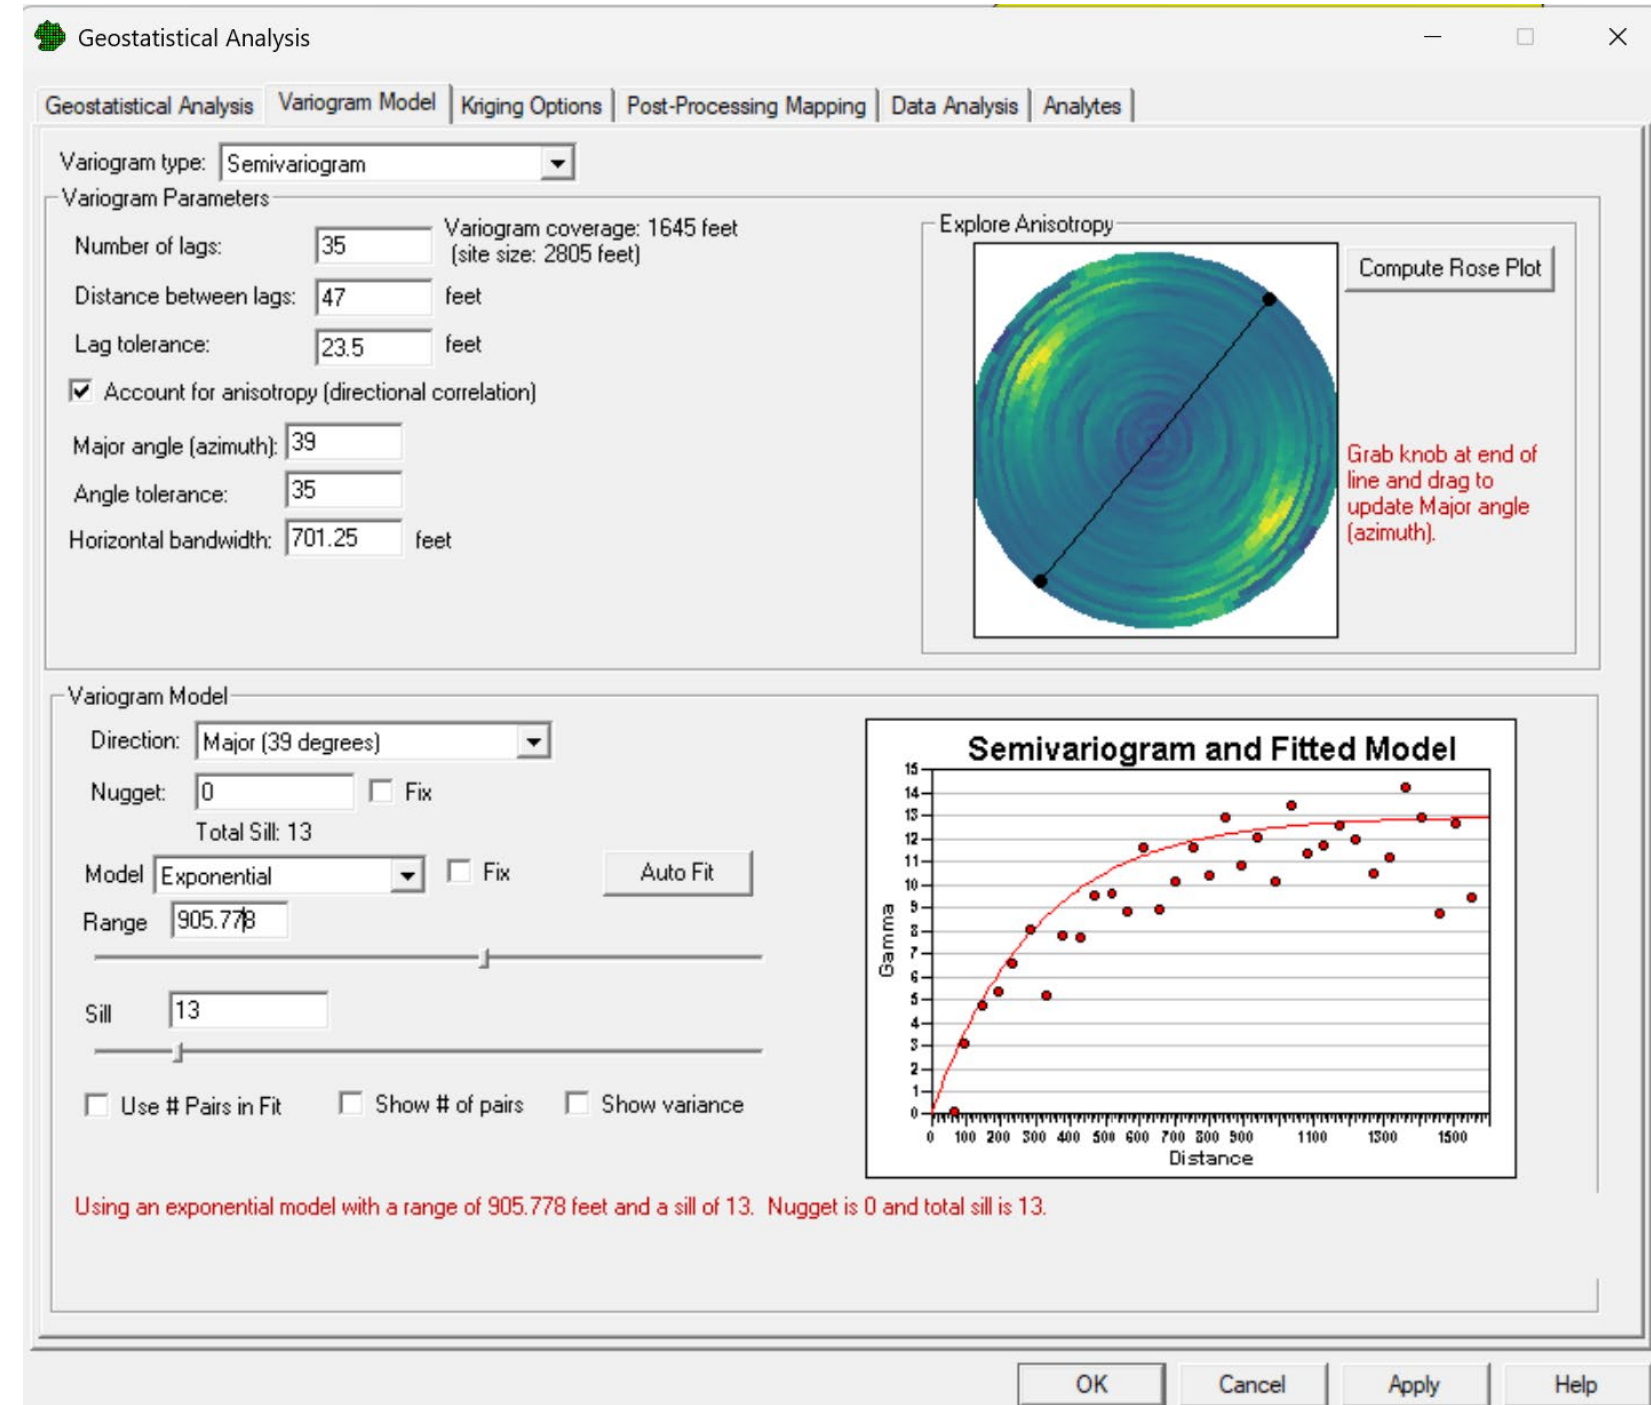 Geostatistical Analysis
Geostatistical Analysis Variogram Model Kriging Options Post-Processing Mapping Data Analysis Analytes
Variogram type: Semivariogram
Variogram Parameters
Number of lags: 35
Variogram coverage: 1645 feet
(site size: 2805 feet)
Distance between lags: 47 feet
Lag tolerance: 23.5 feet
Account for anisotropy (directional correlation)
Major angle (azimuth): 39
Angle tolerance: 35
Horizontal bandwidth: 701.25 feet
Explore Anisotropy
Compute Rose Plot
Grab knob at end of
line and drag to
update Major angle
(azimuth).
Variogram Model
Direction: Major (39 degrees)
Nugget: 0 Fix
Total Sill: 13
Model Exponential Fix Auto Fit
Range 905.778
Sill 13
Use # Pairs in Fit Show # of pairs Show variance
Semivariogram and Fitted Model
15
14
13
12
11
10
9
8
7
6
5
4
3
2
1
0
Gamma
0 100 200 300 400 500 600 700 800 900 1100 1300 1500
Distance
Using an exponential model with a range of 905.778 feet and a sill of 13. Nugget is 0 and total sill is 13.
OK Cancel Apply Help